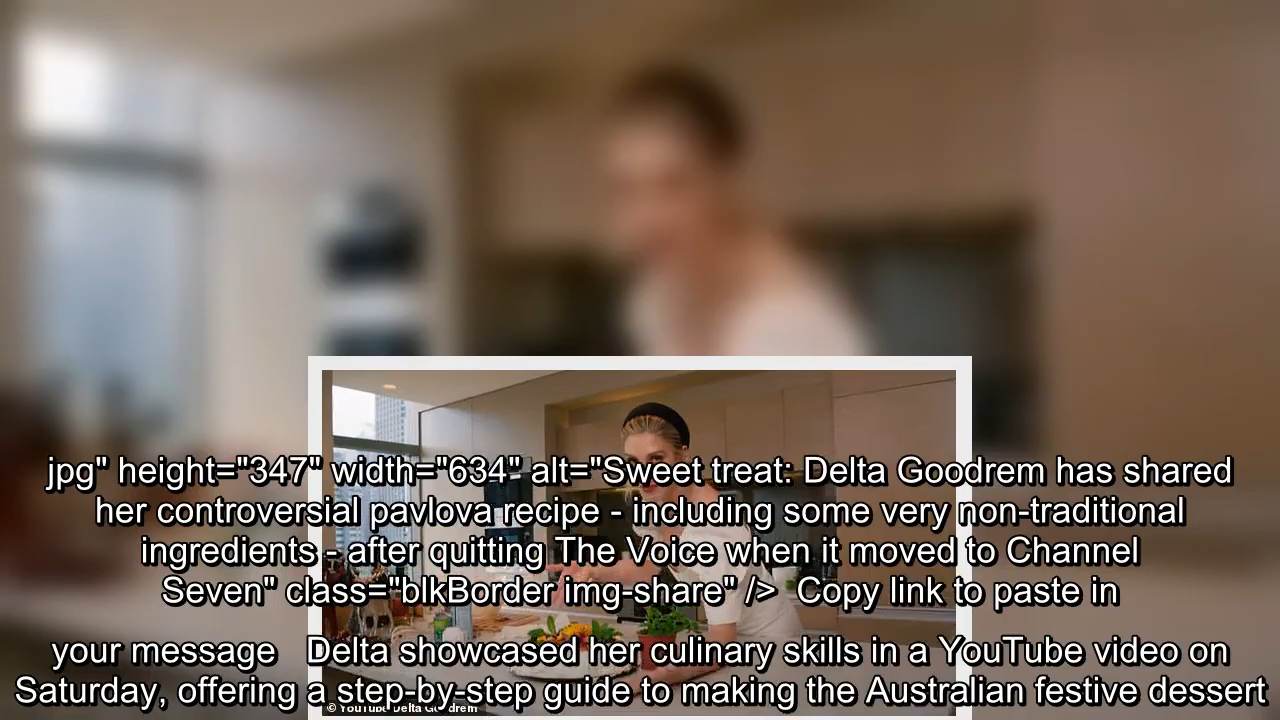 jpg" height="347" width="634" alt="Sweet treat: Delta Goodrem has shared
her controversial pavlova recipe - including some very non-traditional
ingredients - after quitting The Voice when it moved to Channel
Seven" class="blkBorder img-share" />  Copy link to paste in
your message   Delta showcased her culinary skills in a YouTube video on
Saturday, offering a step-by-step guide to making the Australian festive dessert
© YouTube Delta Goodrem